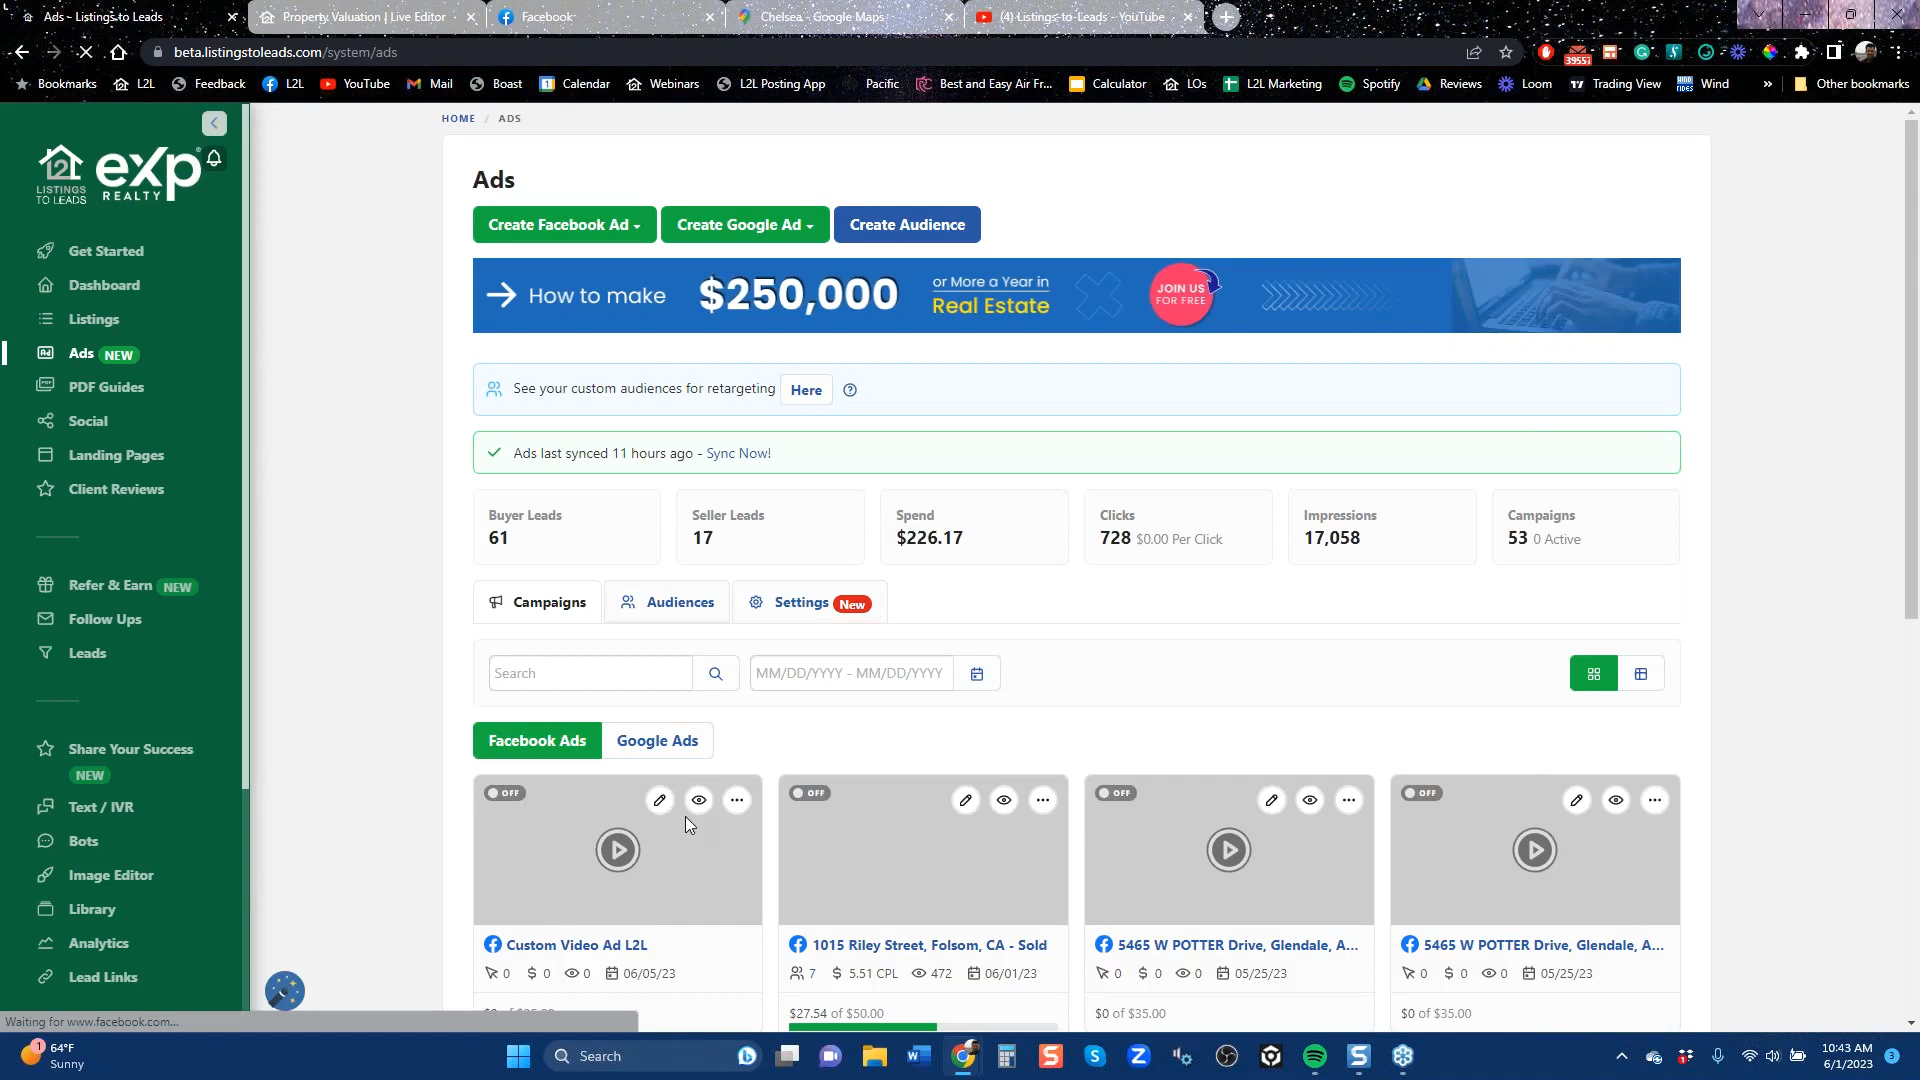 Ads - Listings to Leads
Property Valuation | Live Editor
Facebook
Chelsea - Google Maps
(4) Listings-to-Leads - YouTube
beta.listingstoleads.com/system/ads
39557
Bookmarks
L2L
Feedback
L2L
YouTube
Mail
Boast
Calendar
Webinars
L2L Posting App
Pacific
Best and Easy Air Fr...
Calculator
LOs
L2L Marketing
Spotify
Reviews
Loom
Trading View
Wind
Other bookmarks
L2L
LISTINGS
TO LEADS
eXp
REALTY
Get Started
Dashboard
Listings
Ads NEW
PDF Guides
Social
Landing Pages
Client Reviews
Refer & Earn NEW
Follow Ups
Leads
Share Your Success
NEW
Text / IVR
Bots
Image Editor
Library
Analytics
Lead Links
HOME / ADS
Ads
Create Facebook Ad
Create Google Ad
Create Audience
How to make $250,000 or More a Year in
Real Estate
JOIN US
FOR FREE
See your custom audiences for retargeting Here
Ads last synced 11 hours ago - Sync Now!
Buyer Leads
61
Seller Leads
17
Spend
$226.17
Clicks
728 $0.00 Per Click
Impressions
17,058
Campaigns
53 0 Active
Campaigns
Audiences
Settings New
Search
MM/DD/YYYY - MM/DD/YYYY
Facebook Ads
Google Ads
OFF
Custom Video Ad L2L
0 $ 0 0 06/05/23
OFF
1015 Riley Street, Folsom, CA - Sold
7 $ 5.51 CPL 472 06/01/23
$27.54 of $50.00
OFF
5465 W POTTER Drive, Glendale, A...
0 $ 0 0 05/25/23
$0 of $35.00
OFF
5465 W POTTER Drive, Glendale, A...
0 $ 0 0 05/25/23
$0 of $35.00
Waiting for www.facebook.com...
1
64°F
Sunny
Search
10:43 AM
6/1/2023
3